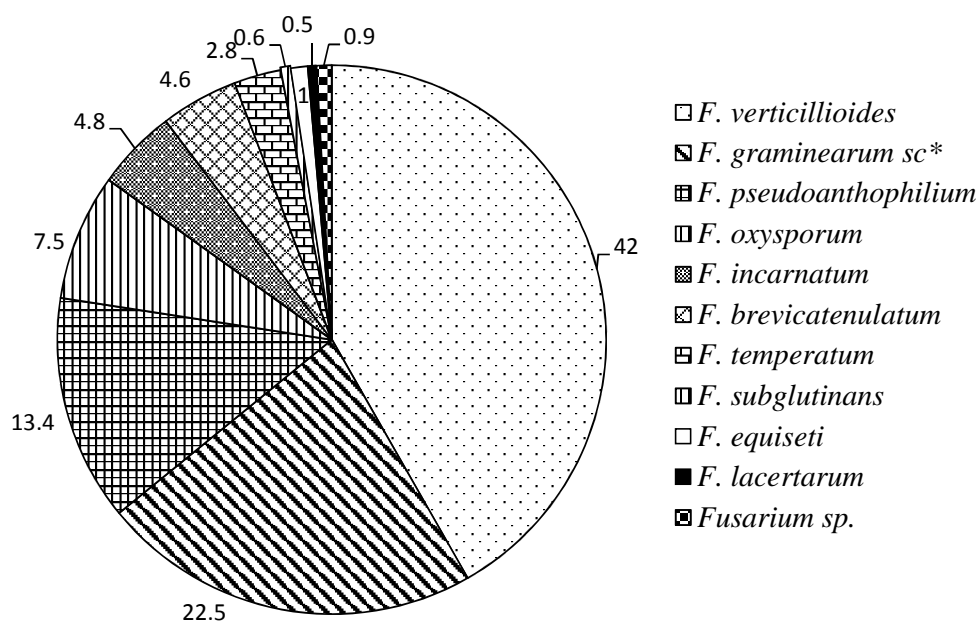 0.6
0.5
0.9
2.8
4.6
1
4.8
7.5
42
13.4
22.5
F. verticillioides
F. graminearum sc*
F. pseudoanthophilium
F. oxysporum
F. incarnatum
F. brevicatenulatum
F. temperatum
F. subglutinans
F. equiseti
F. lacertarum
Fusarium sp.